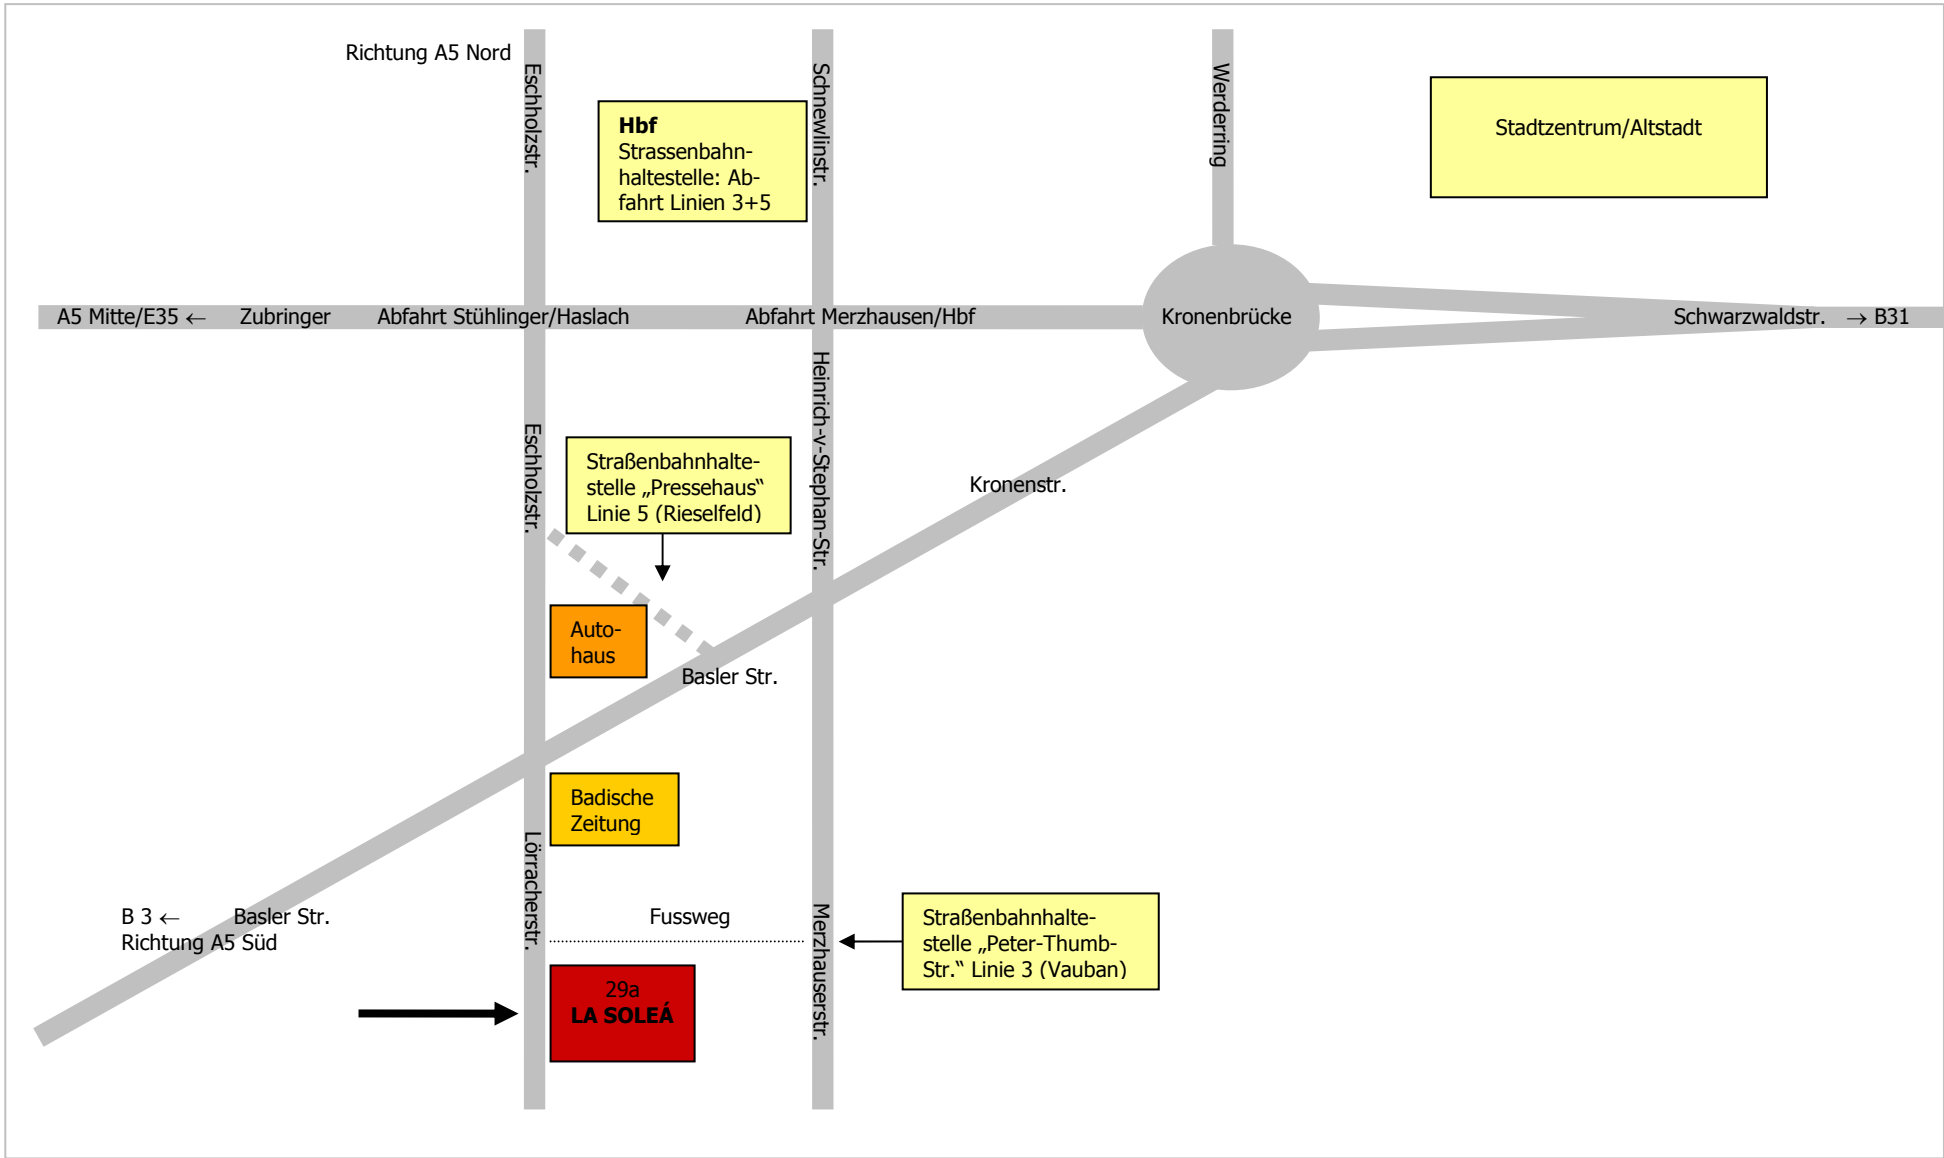 Richtung A5 Nord
Eschholzstr.
Hbf
Strassenbahn-
haltestelle: Ab-
fahrt Linien 3+5
Schnewlinstr.
Werderring
Stadtzentrum/Altstadt
A5 Mitte/E35 ← Zubringer Abfahrt Stühlinger/Haslach Abfahrt Merzhausen/Hbf Kronenbrücke Schwarzwaldstr. → B31
Eschholzstr.
Straßenbahnhalte-
stelle „Pressehaus“
Linie 5 (Rieselfeld)
Heinrich-v-Stephan-Str.
Kronenstr.
Auto-
haus
Basler Str.
Badische
Zeitung
Lörracherstr.
B 3 ← Basler Str.
Richtung A5 Süd
Fussweg
Merzhauserstr.
Straßenbahnhalte-
stelle „Peter-Thumb-
Str.“ Linie 3 (Vauban)
29a
LA SOLEÁ